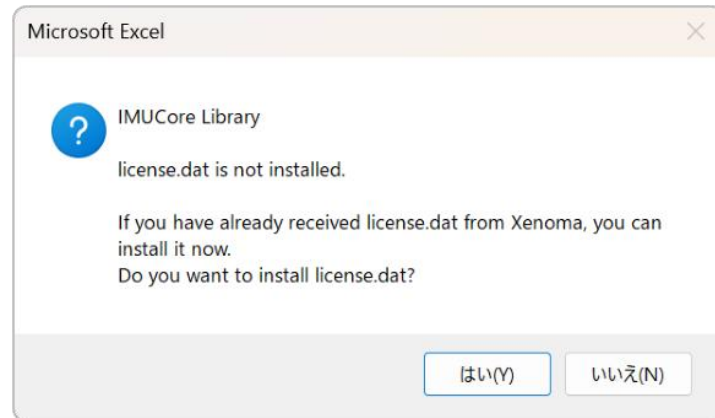 Microsoft Excel
IMUCore Library
license.dat is not installed.
If you have already received license.dat from Xenoma, you can
install it now.
Do you want to install license.dat?
はい(Y)
いいえ(N)